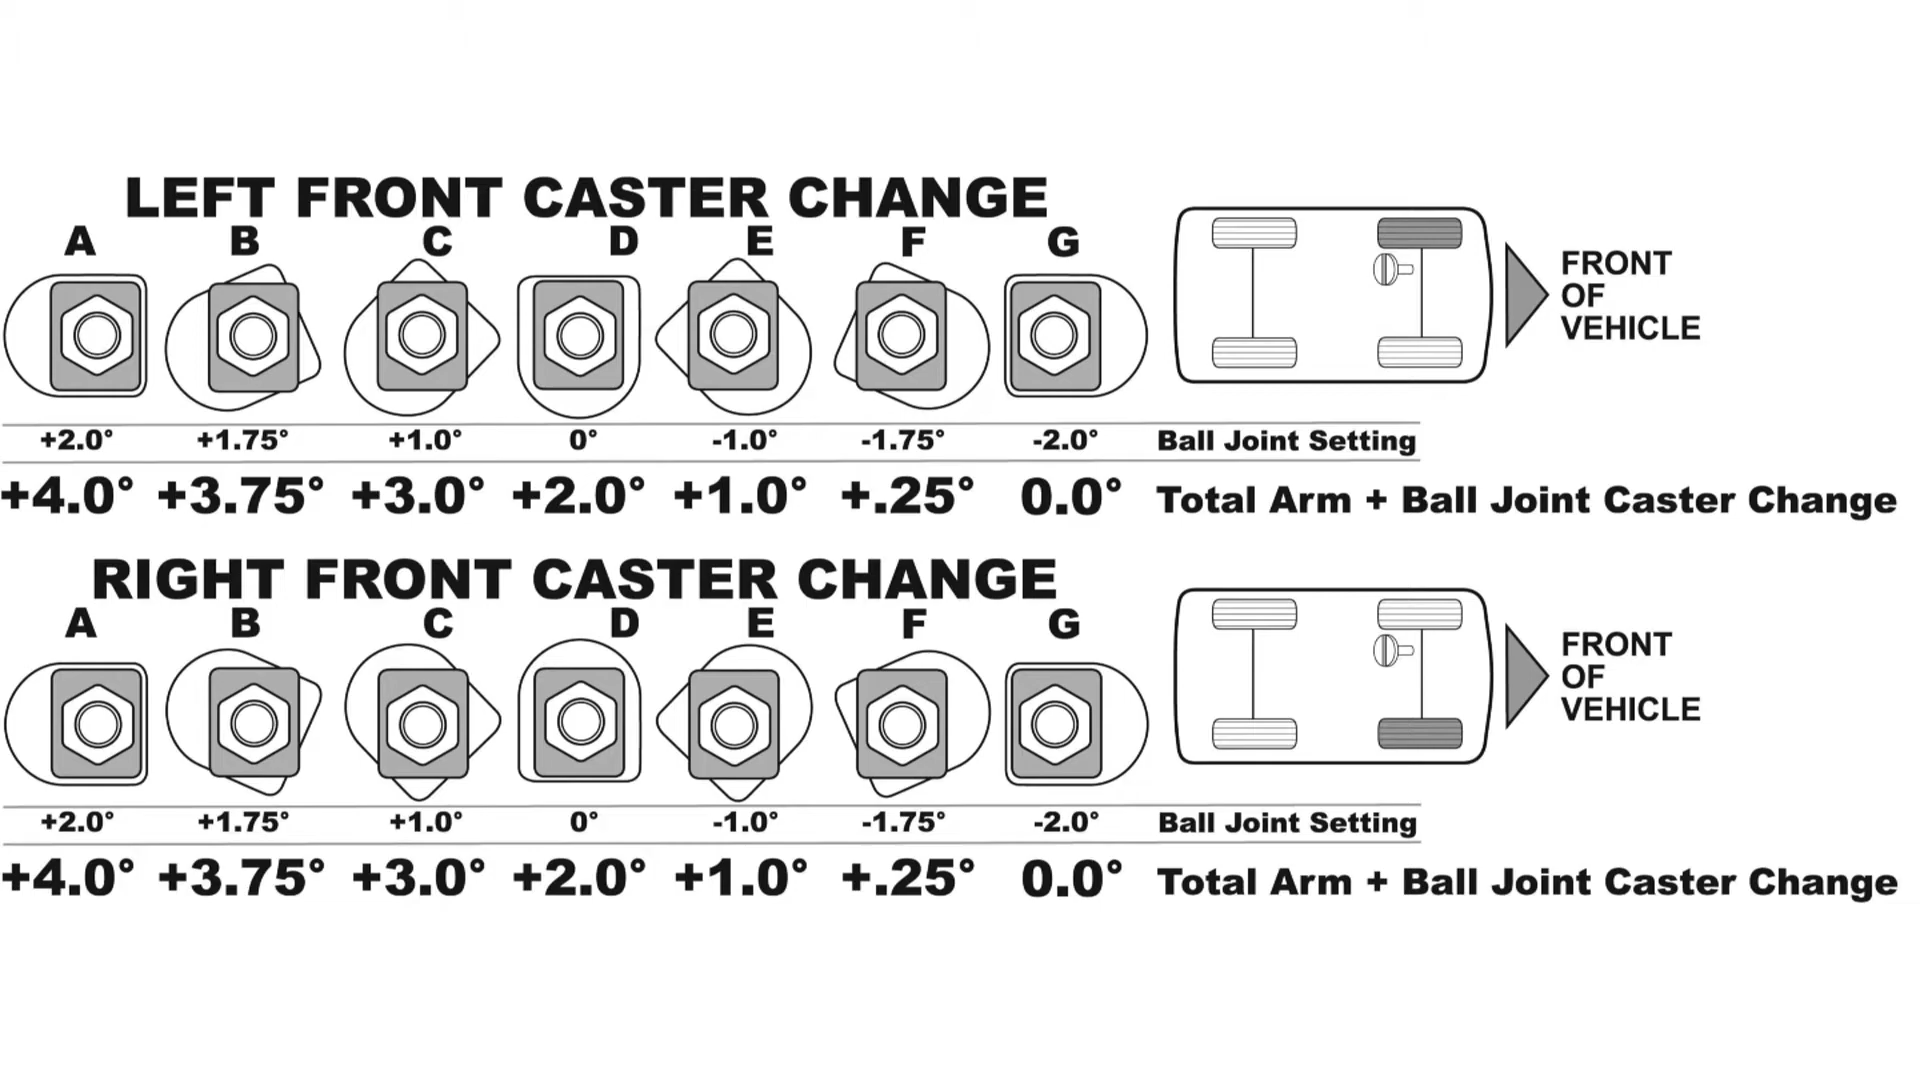 LEFT FRONT CASTER CHANGE
A B C D E F G
FRONT
OF
VEHICLE
+2.0° +1.75° +1.0° 0° -1.0° -1.75° -2.0° Ball Joint Setting
+4.0° +3.75° +3.0° +2.0° +1.0° +.25° 0.0° Total Arm + Ball Joint Caster Change
RIGHT FRONT CASTER CHANGE
A B C D E F G
FRONT
OF
VEHICLE
+2.0° +1.75° +1.0° 0° -1.0° -1.75° -2.0° Ball Joint Setting
+4.0° +3.75° +3.0° +2.0° +1.0° +.25° 0.0° Total Arm + Ball Joint Caster Change